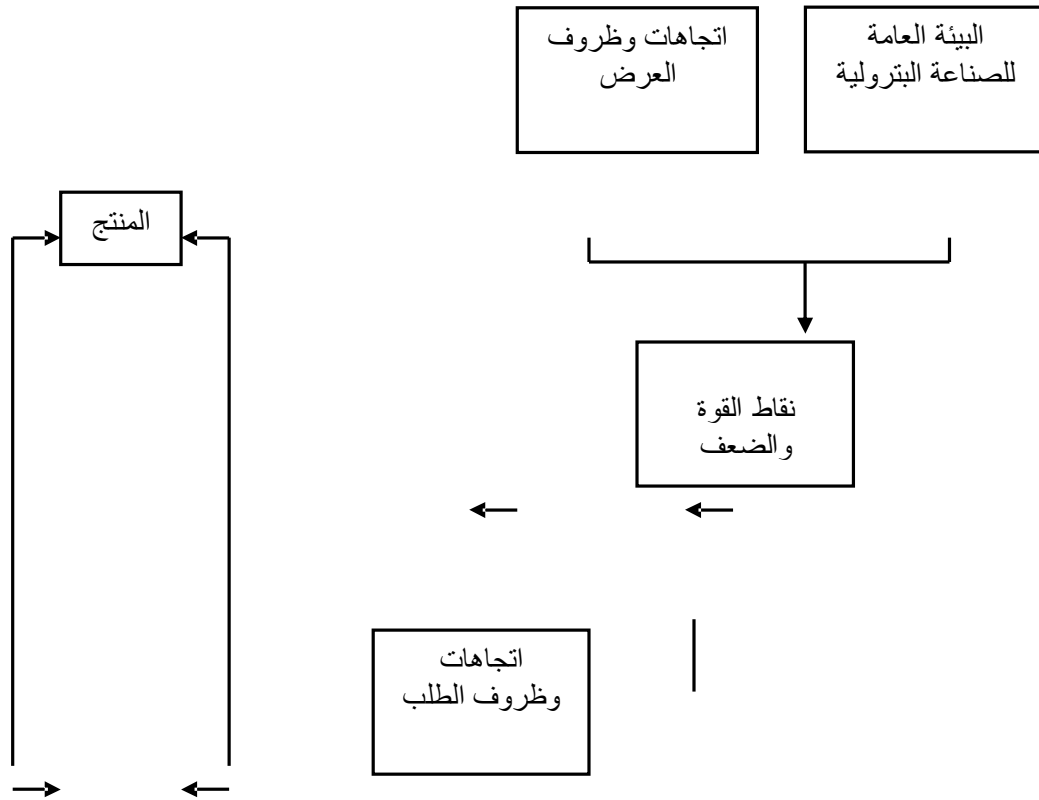 البيئة العامة
للصناعة البترولية
اتجاهات وظروف
العرض
المنتج
نقاط القوة
والضعف
اتجاهات
وظروف الطلب